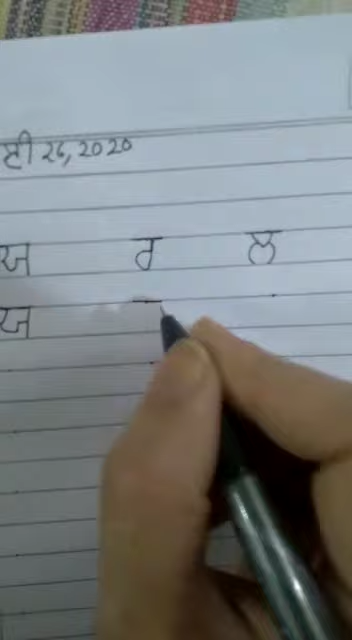 ਈ 26, 2020
ਯ ਰ ਲ
ਯ